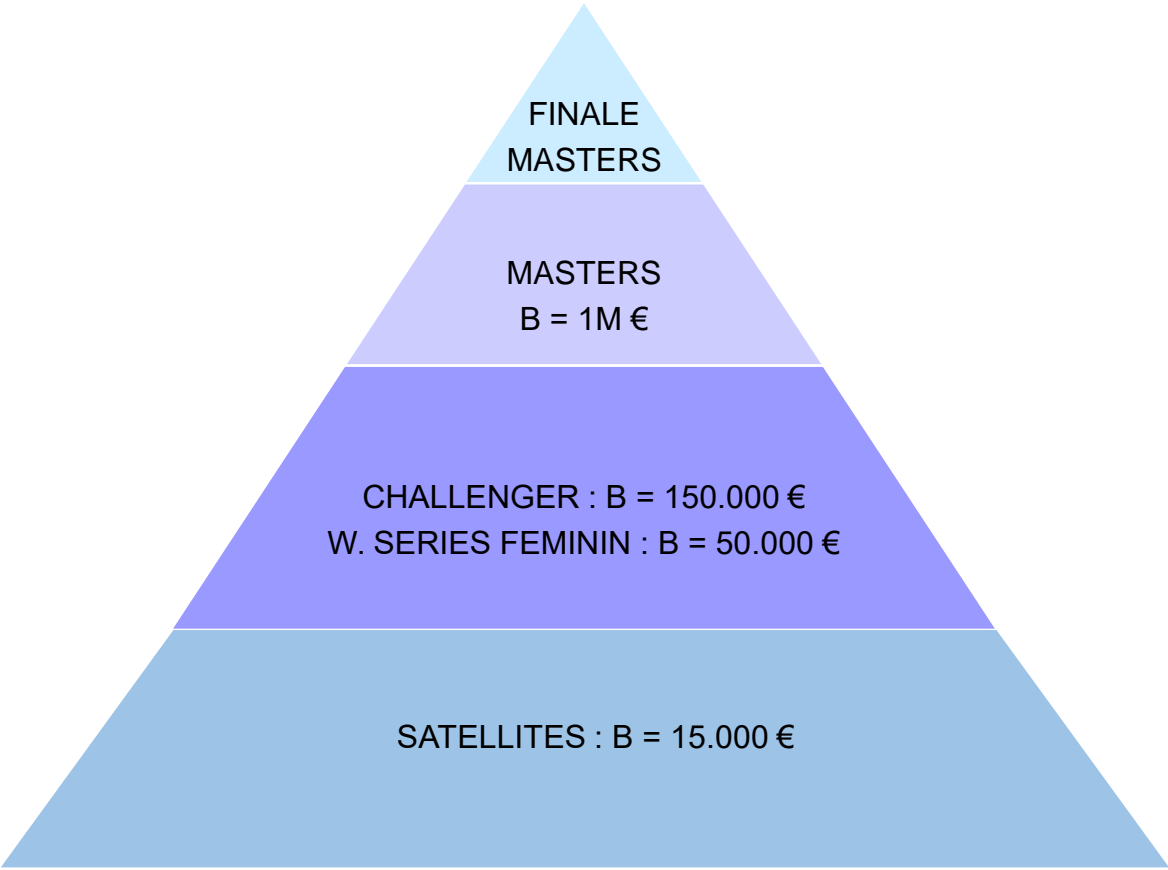 FINALE
MASTERS
MASTERS
B = 1M €
CHALLENGER : B = 150.000 €
W. SERIES FEMININ : B = 50.000 €
SATELLITES : B = 15.000 €